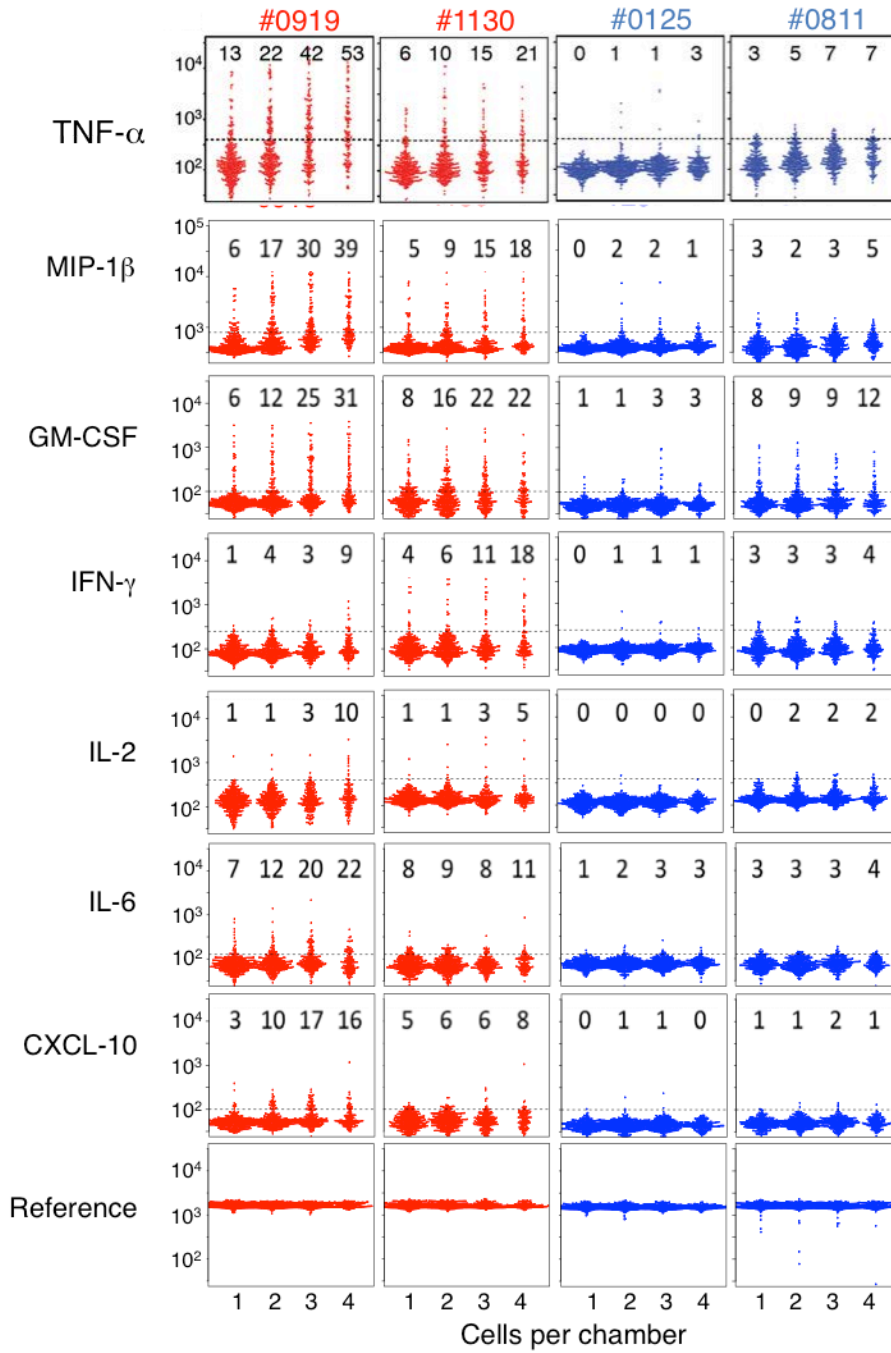 #0919 #1130 #0125 #0811
13 22 42 53 6 10 15 21 0 1 1 3 3 5 7 7
10⁴
10³
10²
TNF-α
6 17 30 39 5 9 15 18 0 2 2 1 3 2 3 5
10⁵
10⁴
10³
MIP-1β
6 12 25 31 8 16 22 22 1 1 3 3 8 9 9 12
10⁴
10³
10²
GM-CSF
1 4 3 9 4 6 11 18 0 1 1 1 3 3 3 4
10⁴
10³
10²
IFN-γ
1 1 3 10 1 1 3 5 0 0 0 0 0 2 2 2
10⁴
10³
10²
IL-2
7 12 20 22 8 9 8 11 1 2 3 3 3 3 3 4
10⁴
10³
10²
IL-6
3 10 17 16 5 6 6 8 0 1 1 0 1 1 2 1
10⁴
10³
10²
CXCL-10
10⁴
10³
10²
Reference
1 2 3 4 1 2 3 4 1 2 3 4 1 2 3 4
Cells per chamber